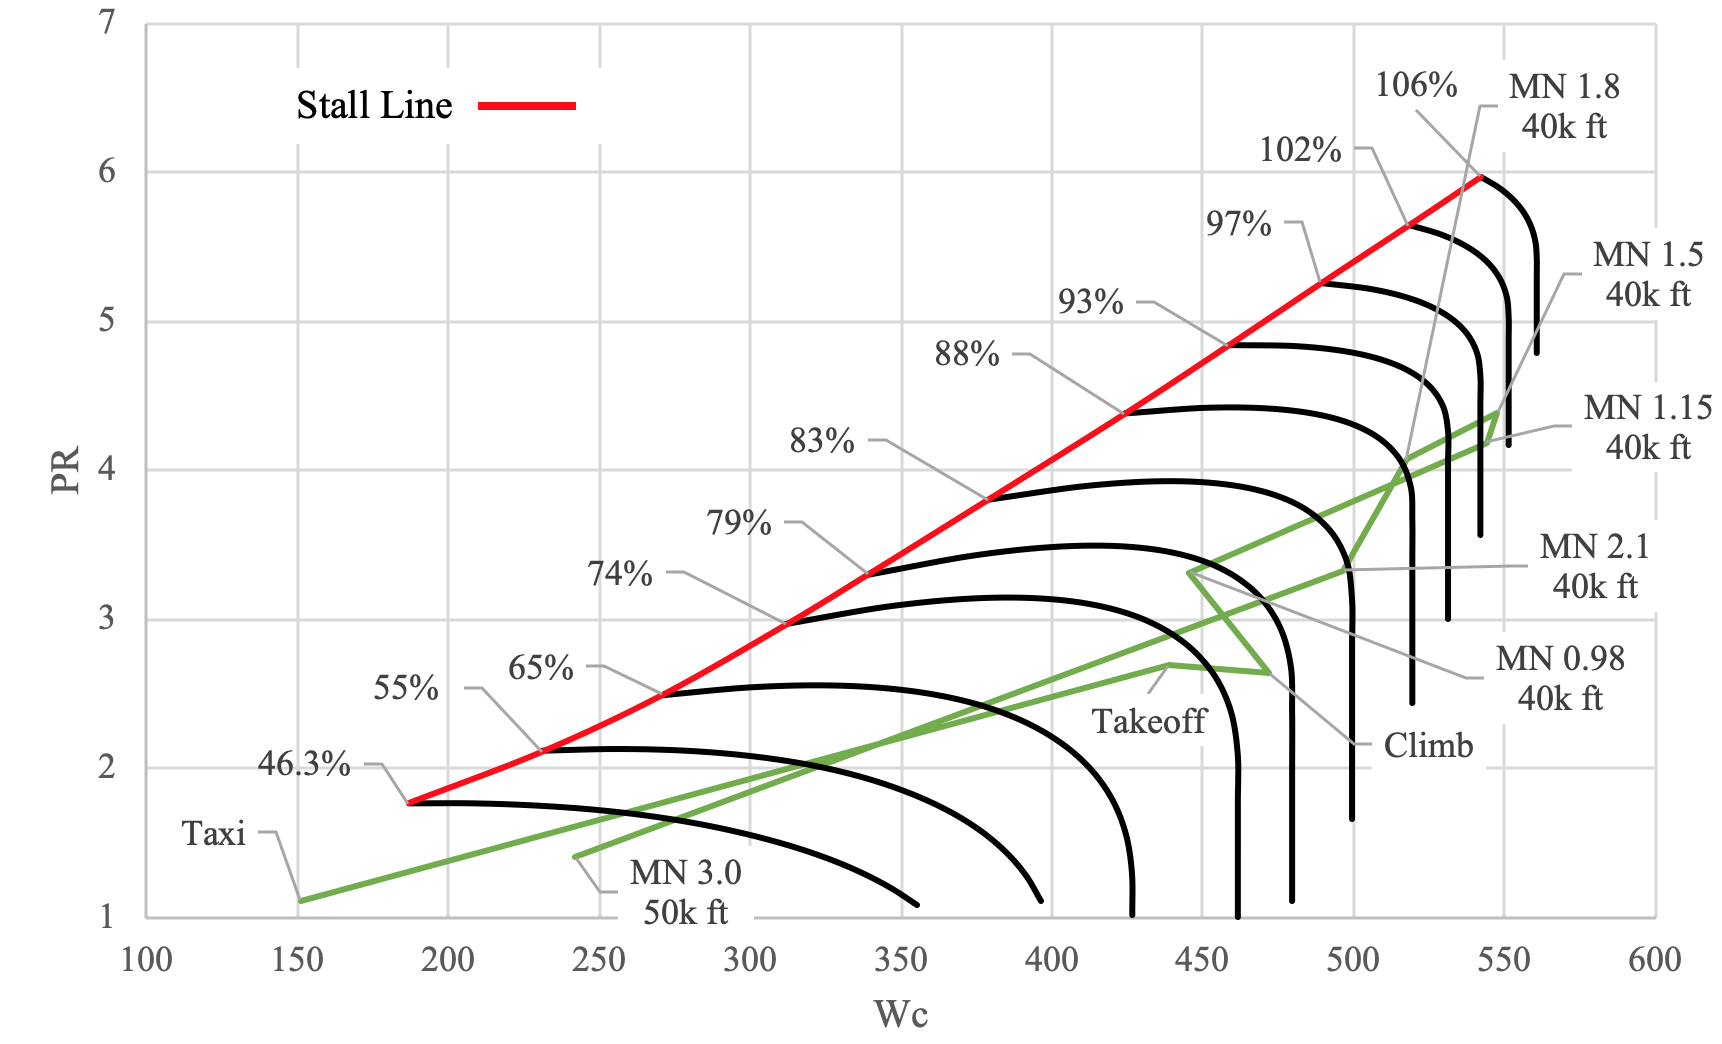 7
6
5
4
3
2
1
PR
Stall Line
106%
MN 1.8
40k ft
102%
97%
MN 1.5
40k ft
93%
88%
MN 1.15
40k ft
83%
79%
MN 2.1
40k ft
74%
65%
MN 0.98
40k ft
55%
Takeoff
Climb
46.3%
Taxi
MN 3.0
50k ft
100 150 200 250 300 350 400 450 500 550 600
Wc